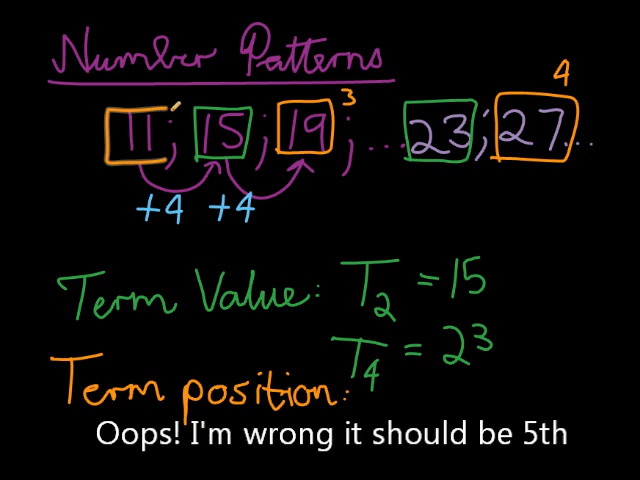 Number Patterns
4
3
11; 15; 19; ... 23; 27...
+4 +4
Term Value: T2 = 15
T4 = 23
Term position:
Oops! I'm wrong it should be 5th